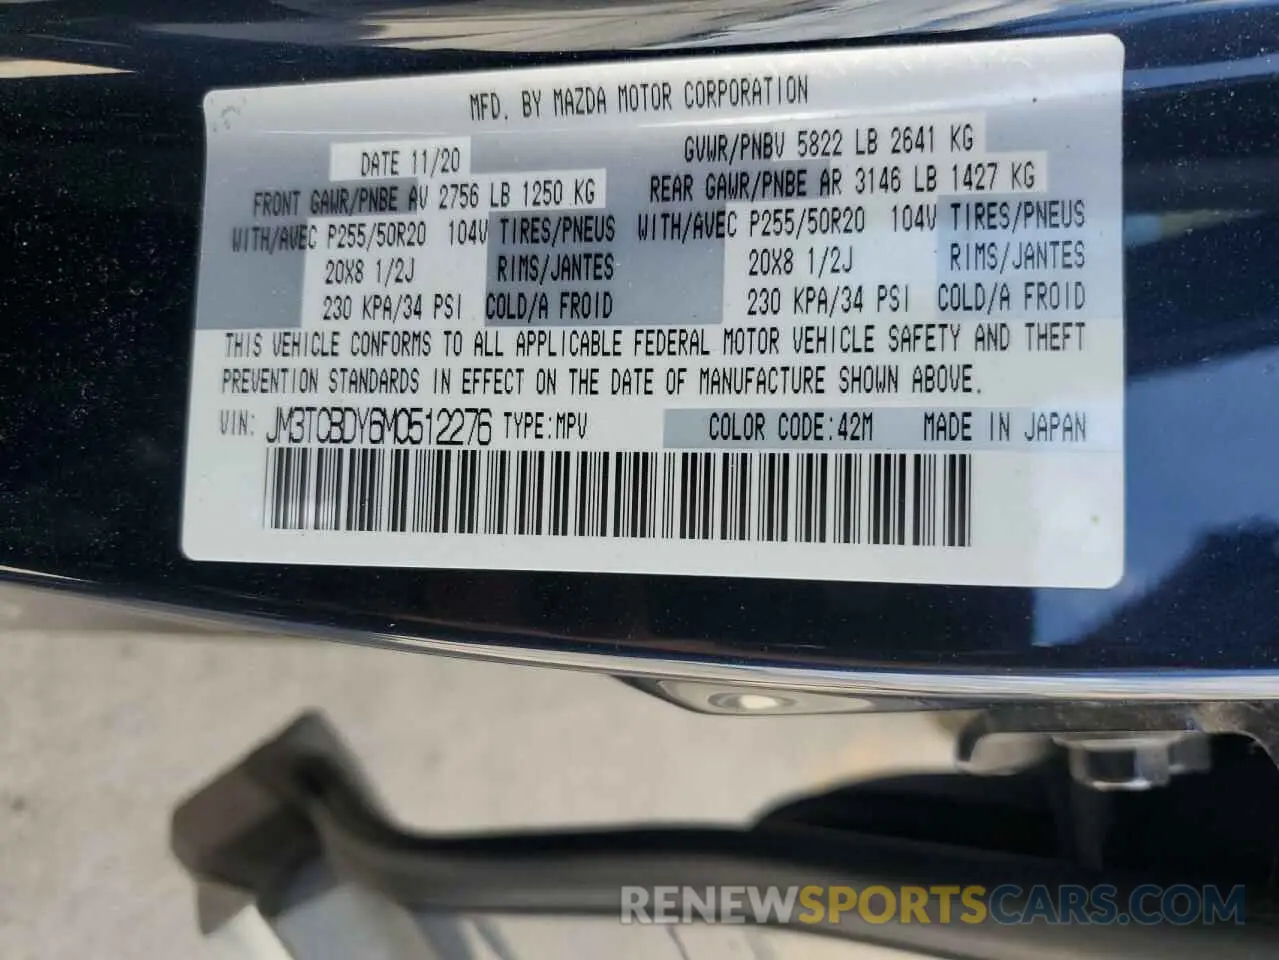 MFD. BY MAZDA MOTOR CORPORATION
DATE 11/20 GVWR/PNBV 5822 LB 2641 KG
FRONT GAWR/PNBE AV 2756 LB 1250 KG REAR GAWR/PNBE AR 3146 LB 1427 KG
WITH/AVEC P255/50R20 104V TIRES/PNEUS WITH/AVEC P255/50R20 104V TIRES/PNEUS
20X8 1/2J RIMS/JANTES 20X8 1/2J RIMS/JANTES
230 KPA/34 PSI COLD/A FROID 230 KPA/34 PSI COLD/A FROID
THIS VEHICLE CONFORMS TO ALL APPLICABLE FEDERAL MOTOR VEHICLE SAFETY AND THEFT
PREVENTION STANDARDS IN EFFECT ON THE DATE OF MANUFACTURE SHOWN ABOVE.
VIN: JM3TCBDY6M0512276 TYPE:MPV COLOR CODE:42M MADE IN JAPAN
RENEWSPORTSCARS.COM